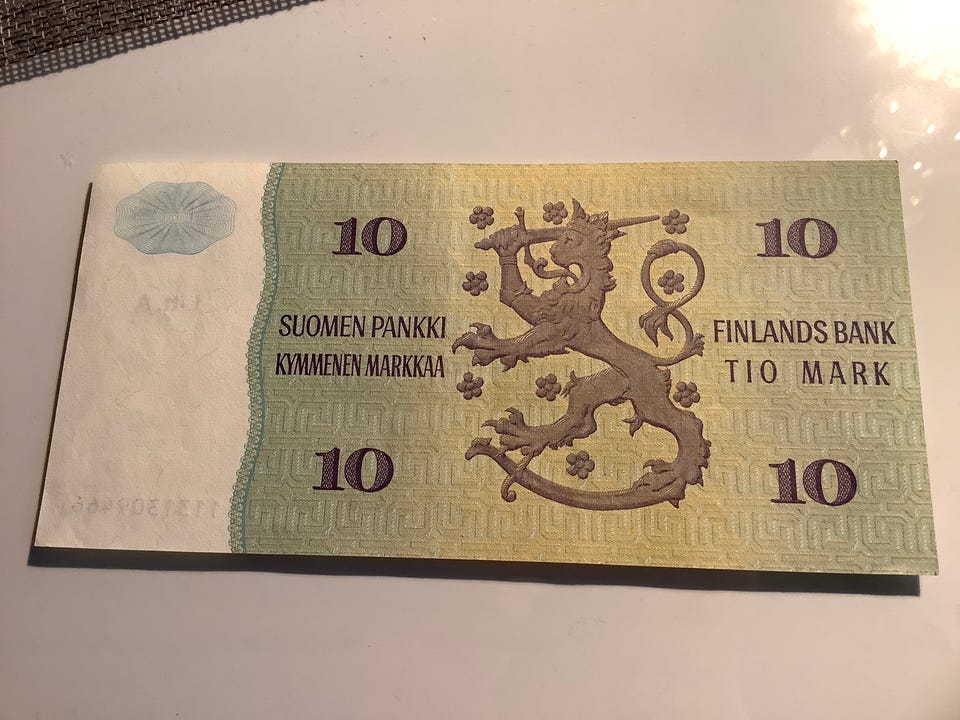 10 10
SUOMEN PANKKI
KYMMENEN MARKKAA
FINLANDS BANK
TIO MARK
10 10